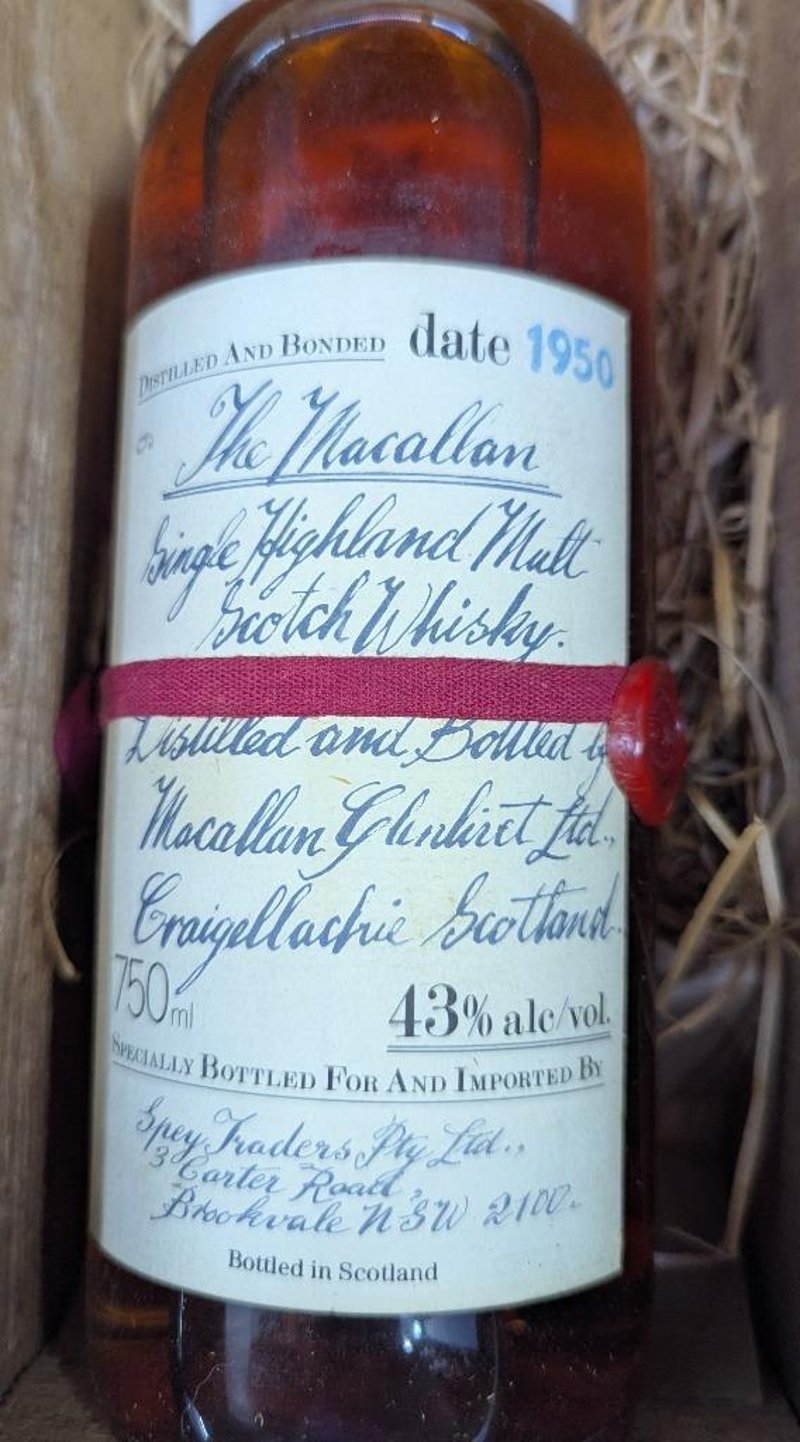 DISTILLED AND BONDED date 1950
The Macallan
Single Highland Malt
Scotch Whisky.
Distilled and Bottled by
Macallan Glenlivet Ltd.,
Craigellachie Scotland.
750ml
43% alc/vol.
SPECIALLY BOTTLED FOR AND IMPORTED BY
Spey Traders Pty Ltd.,
3 Carter Road,
Brookvale NSW 2100.
Bottled in Scotland